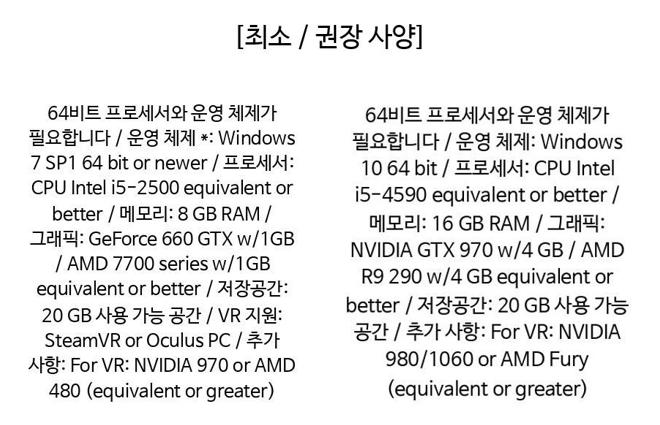 [최소 / 권장 사양]
64비트 프로세서와 운영 체제가
필요합니다 / 운영 체제 *: Windows
7 SP1 64 bit or newer / 프로세서:
CPU Intel i5-2500 equivalent or
better / 메모리: 8 GB RAM /
그래픽: GeForce 660 GTX w/1GB
/ AMD 7700 series w/1GB
equivalent or better / 저장공간:
20 GB 사용 가능 공간 / VR 지원:
SteamVR or Oculus PC / 추가
사항: For VR: NVIDIA 970 or AMD
480 (equivalent or greater)
64비트 프로세서와 운영 체제가
필요합니다 / 운영 체제: Windows
10 64 bit / 프로세서: CPU Intel
i5-4590 equivalent or better /
메모리: 16 GB RAM / 그래픽:
NVIDIA GTX 970 w/4 GB / AMD
R9 290 w/4 GB equivalent or
better / 저장공간: 20 GB 사용 가능
공간 / 추가 사항: For VR: NVIDIA
980/1060 or AMD Fury
(equivalent or greater)